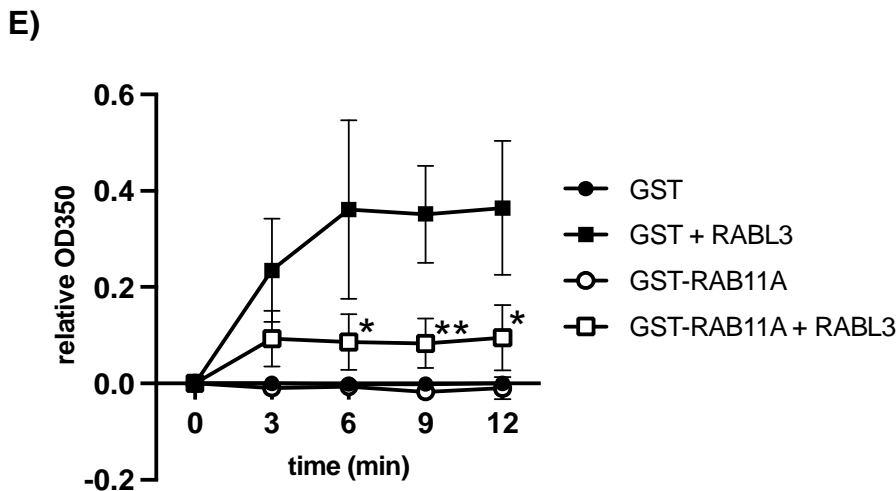 E)
relative OD350
0.6
0.4
0.2
0.0
-0.2
* ** *
0 3 6 9 12
time (min)
GST
GST + RABL3
GST-RAB11A
GST-RAB11A + RABL3